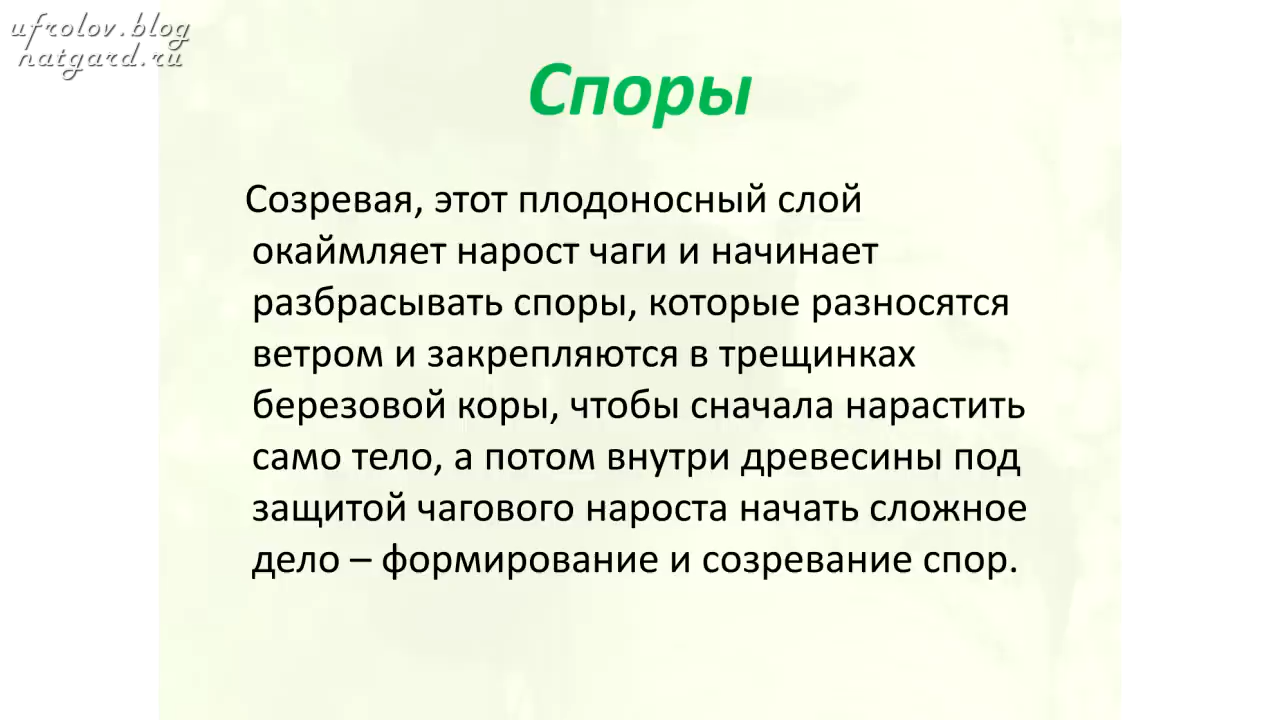 ufrolov.blog
natgard.ru
Споры
Созревая, этот плодоносный слой
окаймляет нарост чаги и начинает
разбрасывать споры, которые разносятся
ветром и закрепляются в трещинках
березовой коры, чтобы сначала нарастить
само тело, а потом внутри древесины под
защитой чагового нароста начать сложное
дело – формирование и созревание спор.